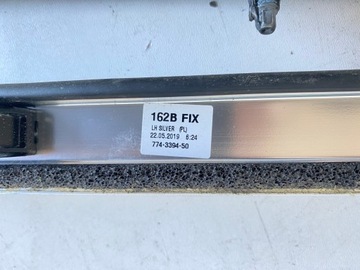 162B FIX
LH SILVER (PL)
22.05.2019 6:24
774-3394-50